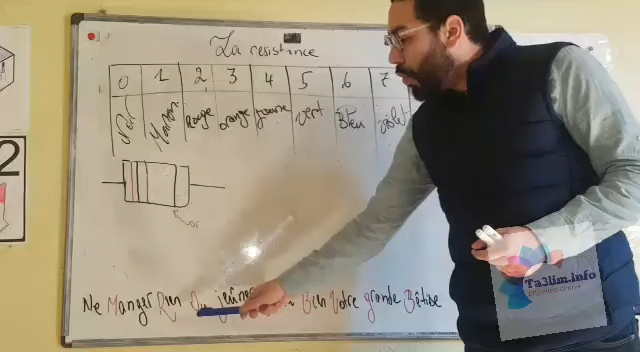 La resistance
0 1 2 3 4 5 6 7
Noir Marron Rouge orange jaune vert Bleu violet
or
Ne Manger Rien Ou jeûner Bien Votre grande Bêtise
Ta3lim.info
2